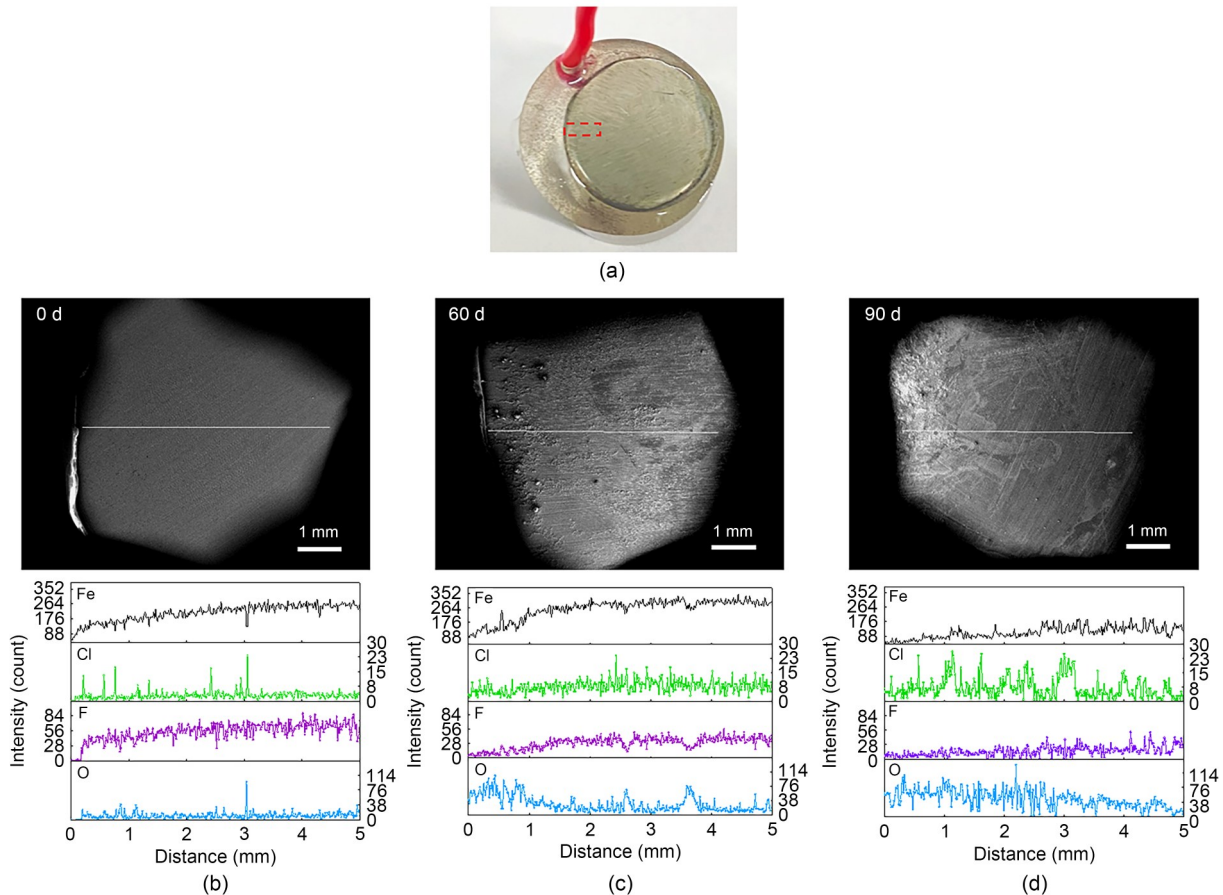 (a)
0 d
1 mm
60 d
1 mm
90 d
1 mm
Intensity (count)
352
264
176
88
Fe
30
23
15
8
0
Cl
84
56
28
0
F
114
76
38
0
O
0 1 2 3 4 5
Distance (mm)
(b)
Intensity (count)
352
264
176
88
Fe
30
23
15
8
0
Cl
84
56
28
0
F
114
76
38
0
O
0 1 2 3 4 5
Distance (mm)
(c)
Intensity (count)
352
264
176
88
Fe
30
23
15
8
0
Cl
84
56
28
0
F
114
76
38
0
O
0 1 2 3 4 5
Distance (mm)
(d)